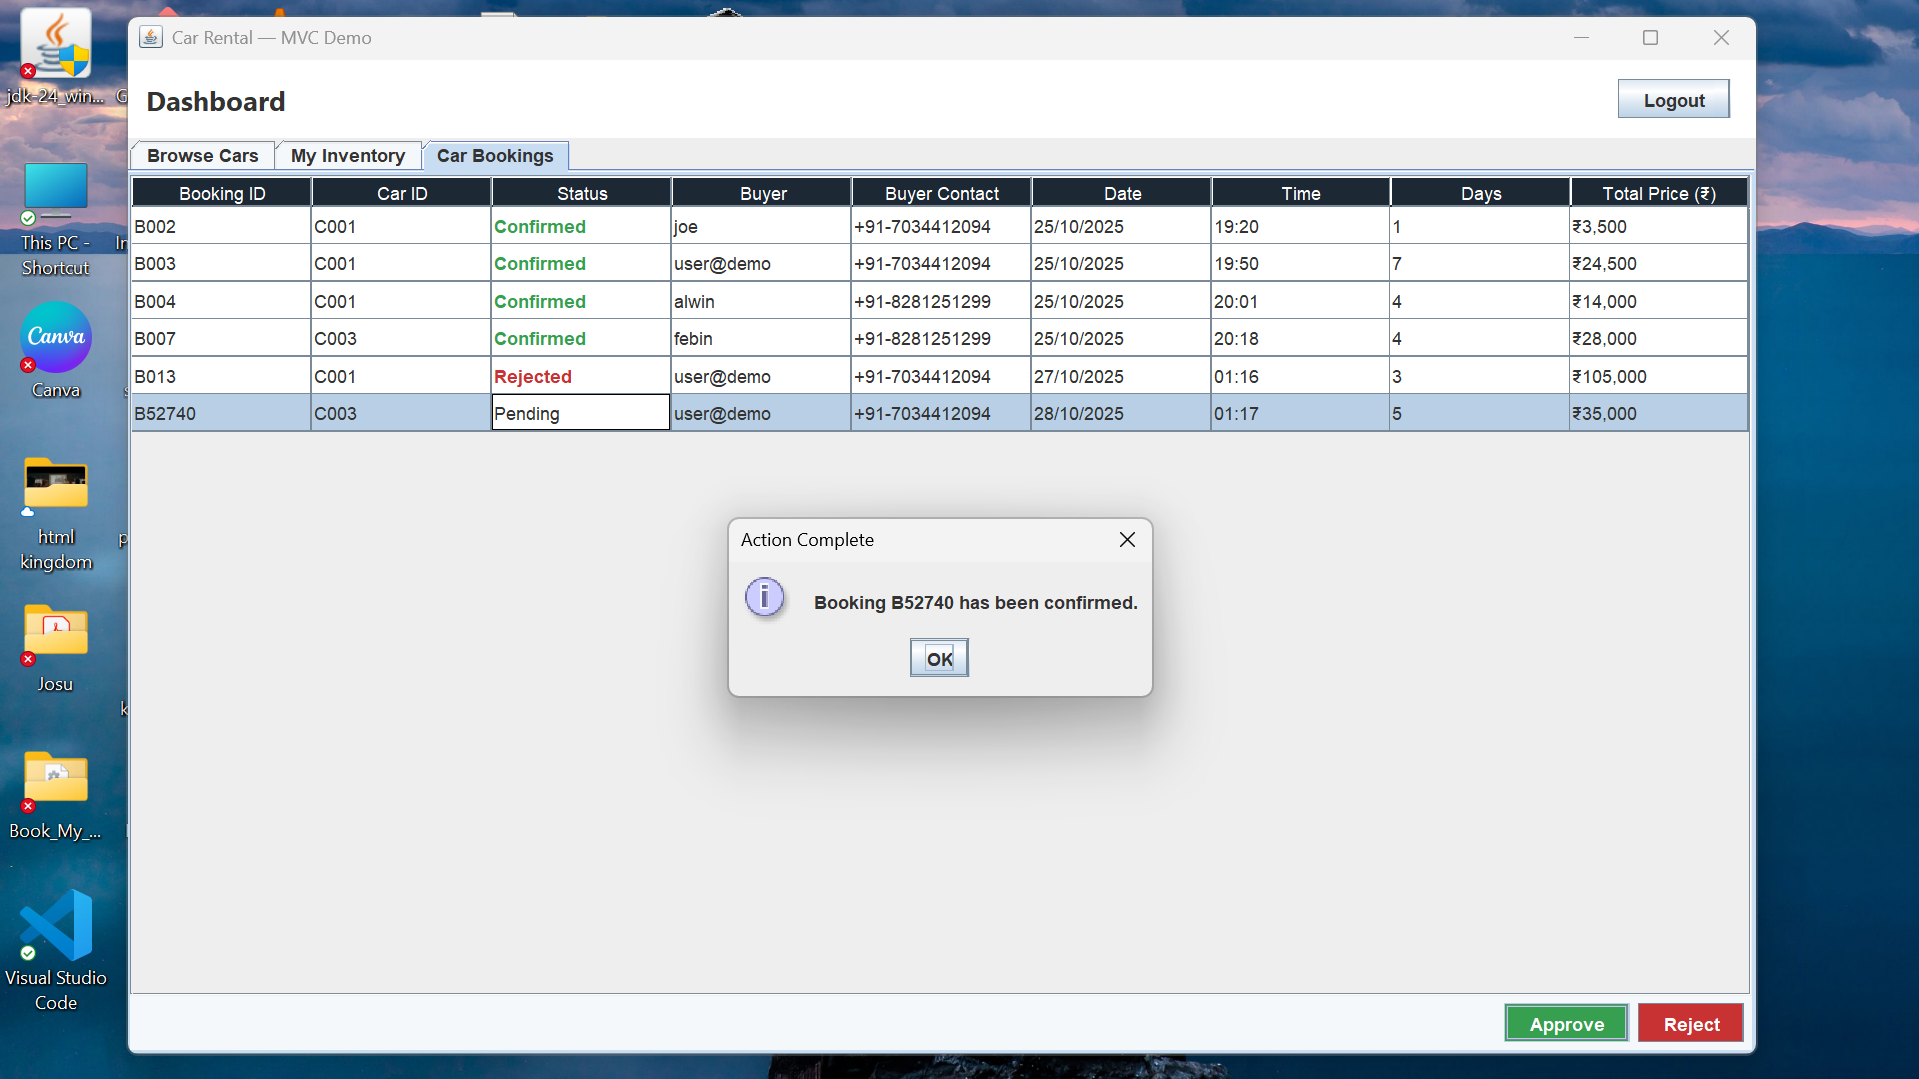 Car Rental — MVC Demo
Dashboard
Logout
Browse Cars My Inventory Car Bookings
Booking ID Car ID Status Buyer Buyer Contact Date Time Days Total Price (₹)
B002 C001 Confirmed joe +91-7034412094 25/10/2025 19:20 1 ₹3,500
B003 C001 Confirmed user@demo +91-7034412094 25/10/2025 19:50 7 ₹24,500
B004 C001 Confirmed alwin +91-8281251299 25/10/2025 20:01 4 ₹14,000
B007 C003 Confirmed febin +91-8281251299 25/10/2025 20:18 4 ₹28,000
B013 C001 Rejected user@demo +91-7034412094 27/10/2025 01:16 3 ₹105,000
B52740 C003 Pending user@demo +91-7034412094 28/10/2025 01:17 5 ₹35,000
Action Complete
Booking B52740 has been confirmed.
OK
Approve Reject
jdk-24_win...
This PC -
Shortcut
Canva
Canva
html
kingdom
Josu
Book_My_...
Visual Studio
Code